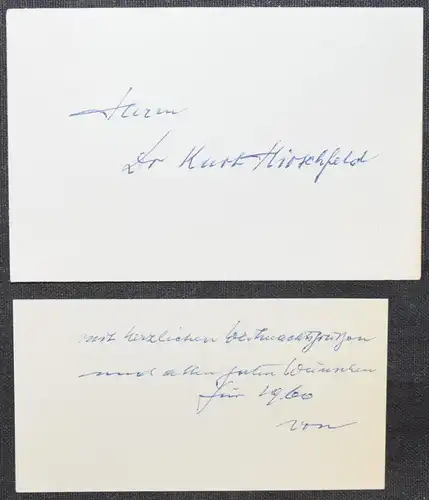 Herrn
Dr Kurt Hirschfeld
mit herzlichen Weihnachtsgrüßen
und allen guten Wünschen
für 1960
von